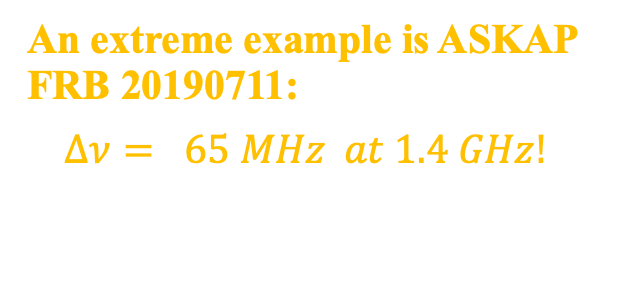 An extreme example is ASKAP
FRB 20190711:
Δν = 65 MHz at 1.4 GHz!